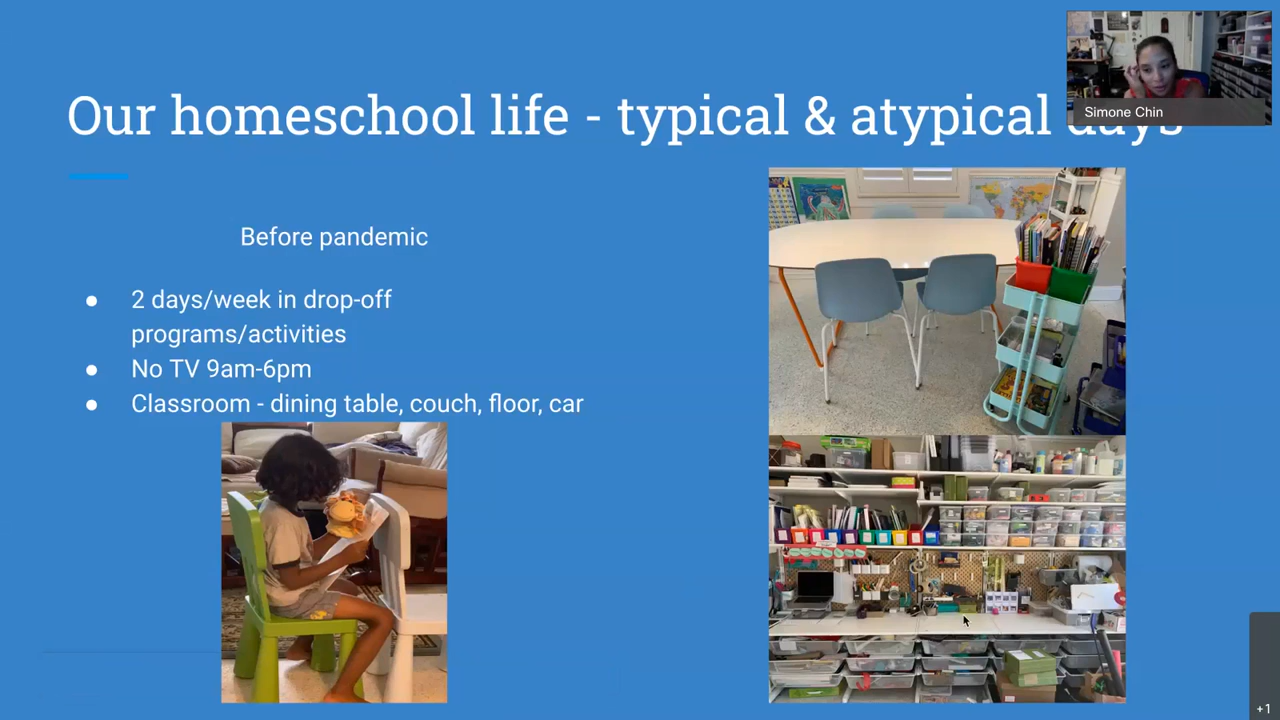 Our homeschool life - typical & atypical days
Simone Chin
Before pandemic
● 2 days/week in drop-off
programs/activities
● No TV 9am-6pm
● Classroom - dining table, couch, floor, car
+1